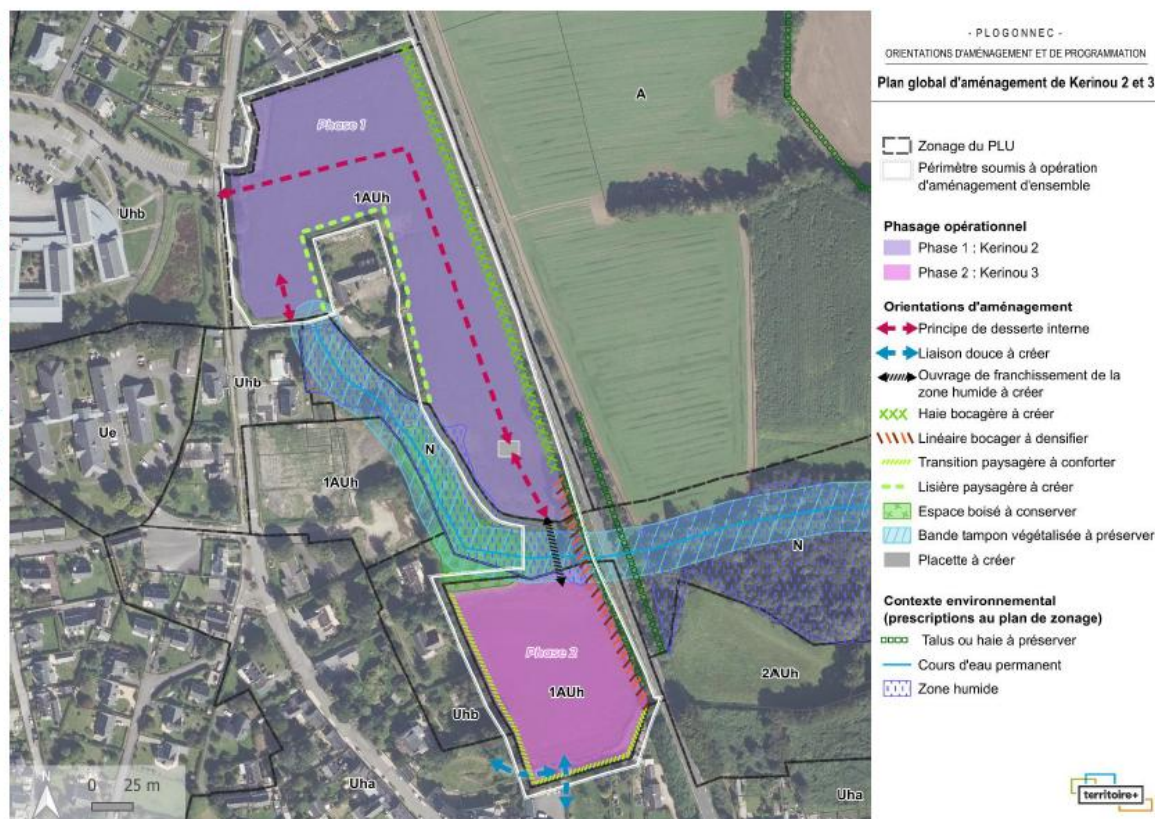 - PLOGONNEC -
ORIENTATIONS D'AMÉNAGEMENT ET DE PROGRAMMATION
Plan global d'aménagement de Kerinou 2 et 3
Zonage du PLU
Périmètre soumis à opération
d'aménagement d'ensemble
Phasage opérationnel
Phase 1 : Kerinou 2
Phase 2 : Kerinou 3
Orientations d'aménagement
Principe de desserte interne
Liaison douce à créer
Ouvrage de franchissement de la
zone humide à créer
Haie bocagère à créer
Linéaire bocager à densifier
Transition paysagère à conforter
Lisière paysagère à créer
Espace boisé à conserver
Bande tampon végétalisée à préserver
Placette à créer
Contexte environnemental
(prescriptions au plan de zonage)
Talus ou haie à préserver
Cours d'eau permanent
Zone humide
territoire+
A
Phase 1
1AUh
Uhb
1AUh
Uhb
Ue
N
1AUh
N
Phase 2
1AUh
2AUh
Uhb
Uha
Uha
N
0 25 m